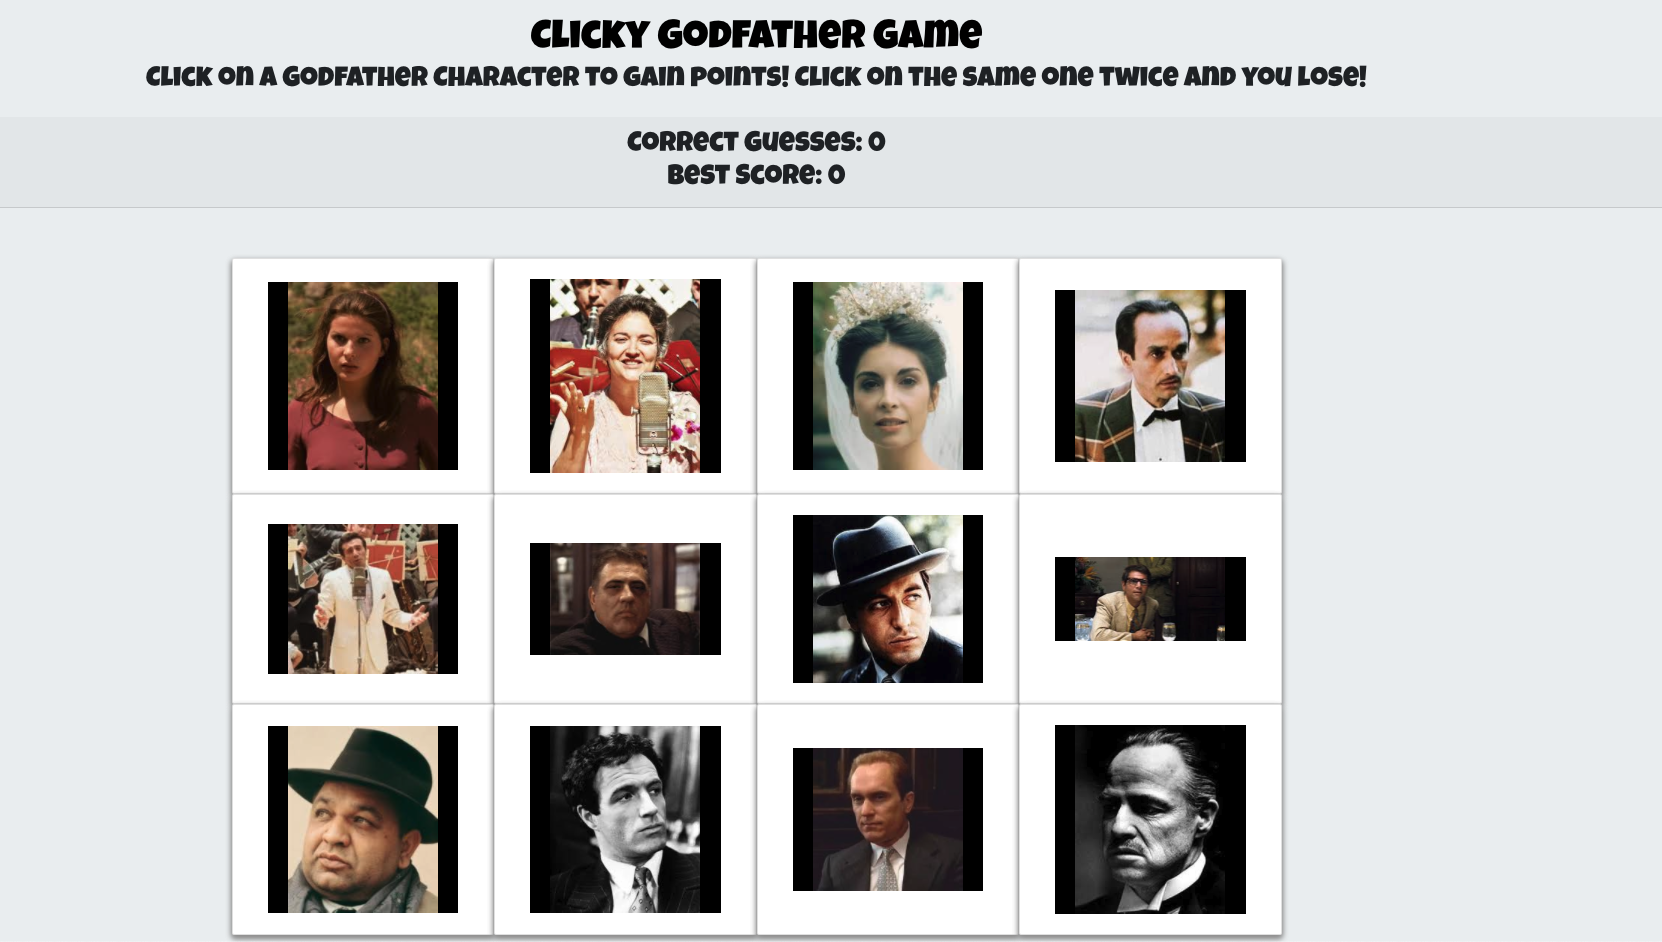 Clicky Godfather Game
Click on a Godfather character to gain points! Click on the same one twice and you lose!
Correct Guesses: 0
Best Score: 0